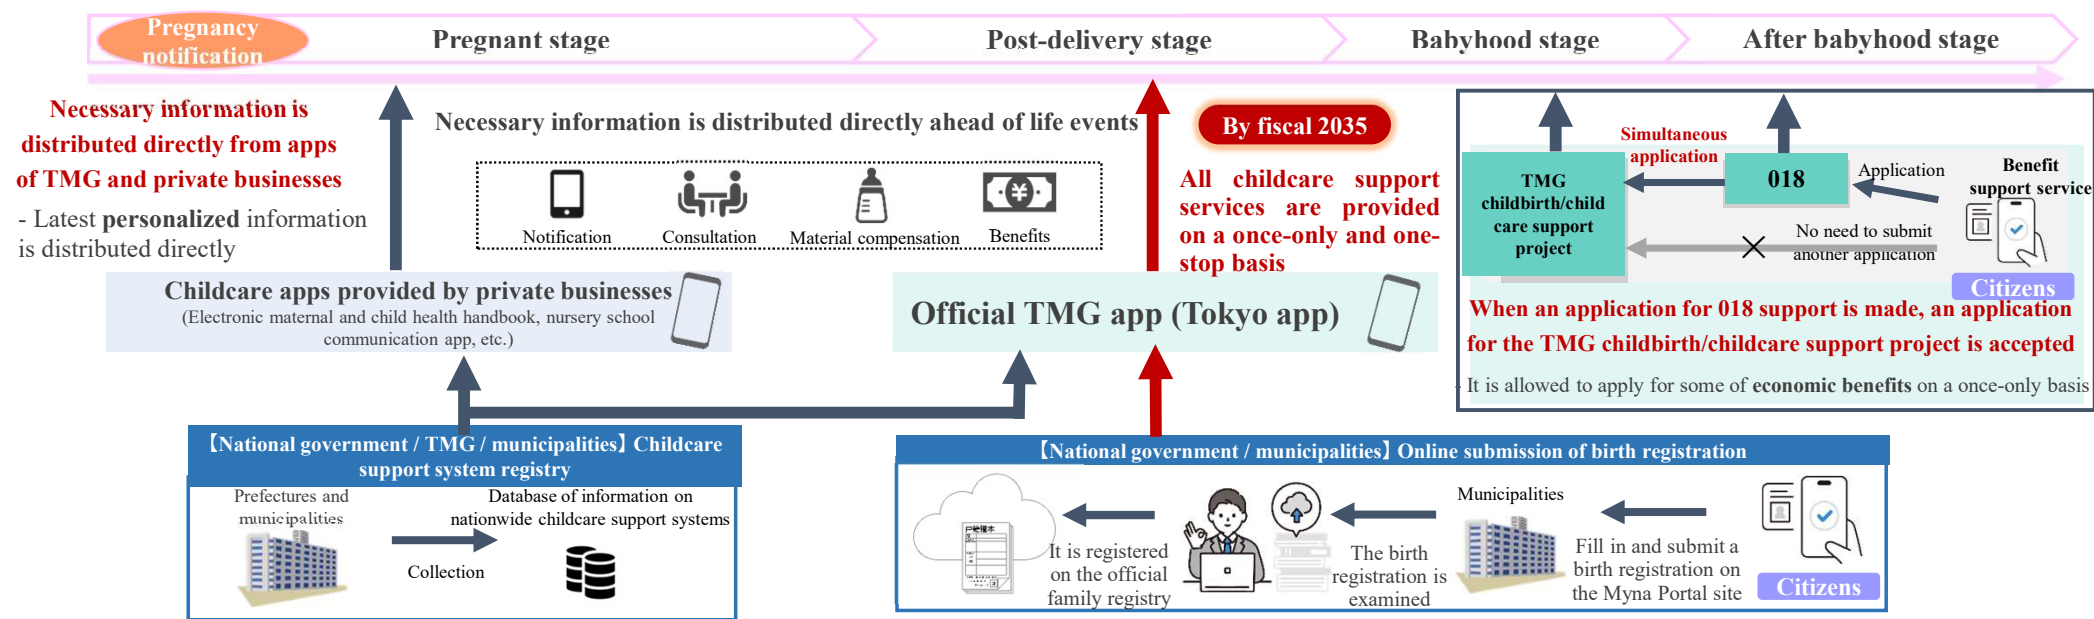 Pregnancy
notification
Pregnant stage
Post-delivery stage
Babyhood stage
After babyhood stage
Necessary information is
distributed directly from apps
of TMG and private businesses
- Latest personalized information
is distributed directly
Necessary information is distributed directly ahead of life events
Notification
Consultation
Material compensation
Benefits
By fiscal 2035
All childcare support
services are provided
on a once-only and one-
stop basis
Simultaneous
application
TMG
childbirth/child
care support
project
018
Application
Benefit
support service
No need to submit
another application
Citizens
When an application for 018 support is made, an application
for the TMG childbirth/childcare support project is accepted
- It is allowed to apply for some of economic benefits on a once-only basis
Childcare apps provided by private businesses
(Electronic maternal and child health handbook, nursery school
communication app, etc.)
Official TMG app (Tokyo app)
【National government / TMG / municipalities】Childcare
support system registry
Prefectures and
municipalities
Collection
Database of information on
nationwide childcare support systems
【National government / municipalities】Online submission of birth registration
戸籍謄本
It is registered
on the official
family registry
The birth
registration is
examined
Municipalities
Fill in and submit a
birth registration on
the Myna Portal site
Citizens